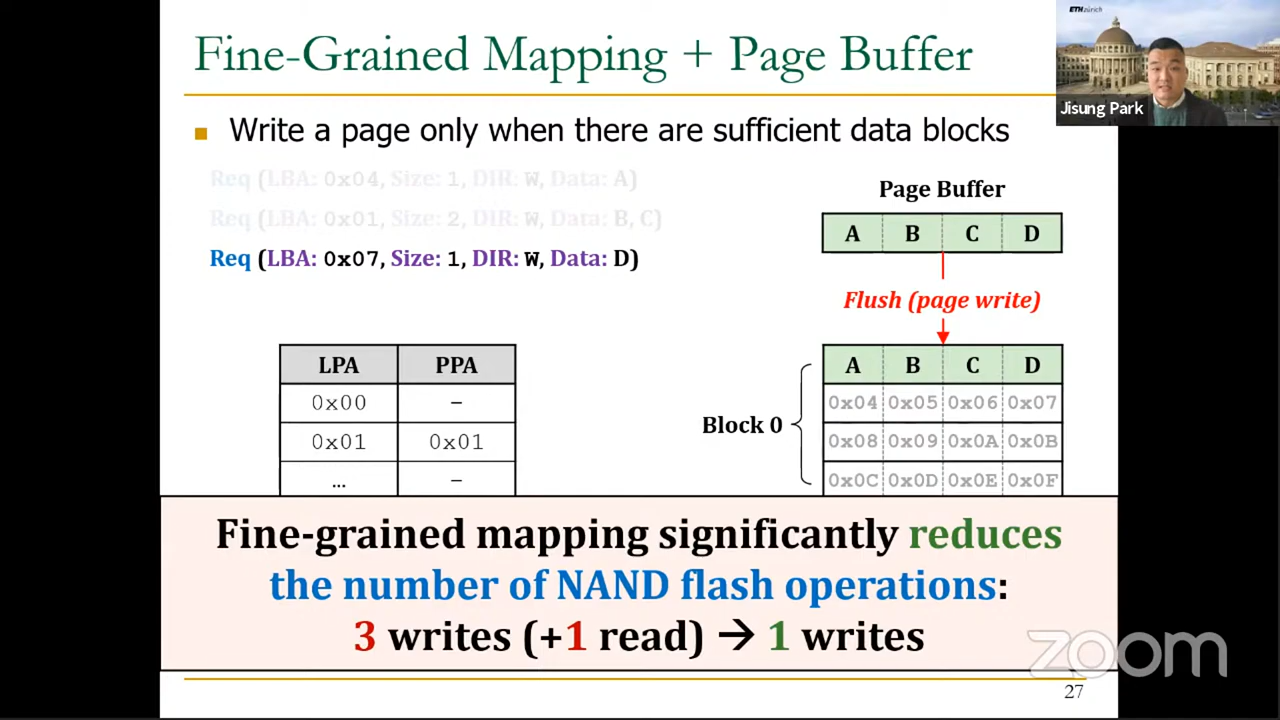 Fine-Grained Mapping + Page Buffer
ETH zürich
Jisung Park
Write a page only when there are sufficient data blocks
Req (LBA: 0x04, Size: 1, DIR: W, Data: A)
Req (LBA: 0x01, Size: 2, DIR: W, Data: B, C)
Req (LBA: 0x07, Size: 1, DIR: W, Data: D)
Page Buffer
A B C D
Flush (page write)
LPA PPA
0x00 –
0x01 0x01
... –
Block 0
A B C D
0x04 0x05 0x06 0x07
0x08 0x09 0x0A 0x0B
0x0C 0x0D 0x0E 0x0F
Fine-grained mapping significantly reduces
the number of NAND flash operations:
3 writes (+1 read) → 1 writes
zoom
27